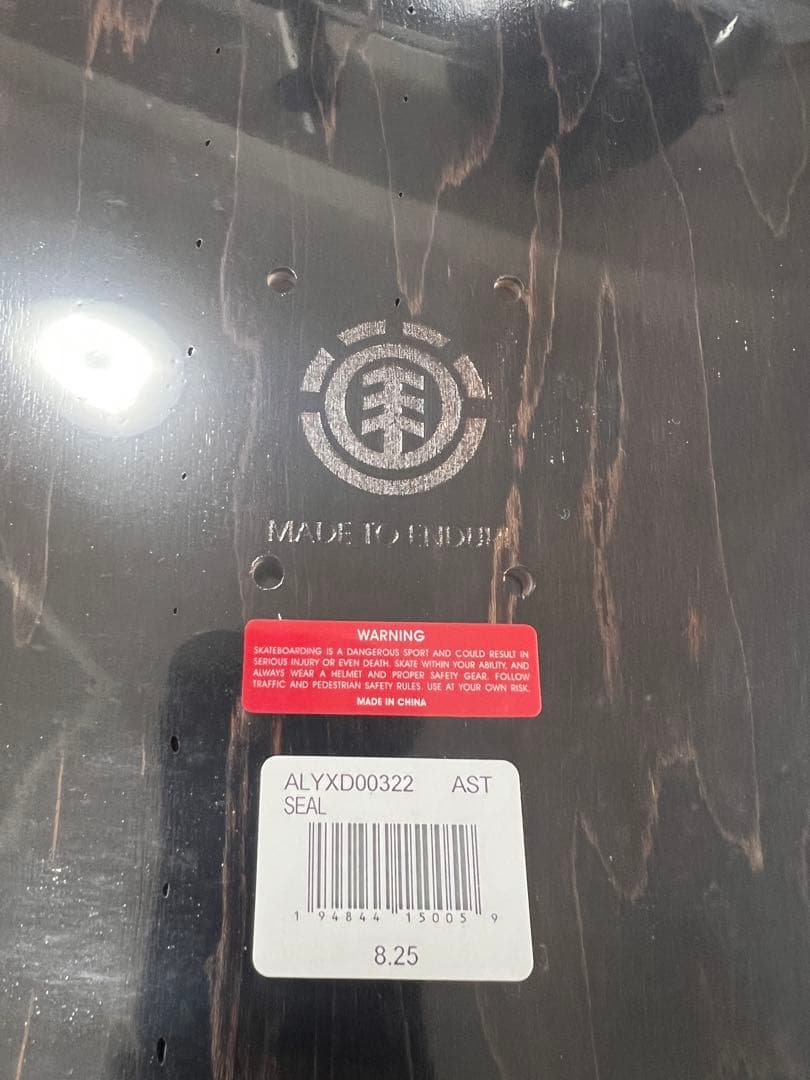 MADE TO ENDURE
WARNING
SKATEBOARDING IS A DANGEROUS SPORT AND COULD RESULT IN
SERIOUS INJURY OR EVEN DEATH. SKATE WITHIN YOUR ABILITY, AND
ALWAYS WEAR A HELMET AND PROPER SAFETY GEAR. FOLLOW
TRAFFIC AND PEDESTRIAN SAFETY RULES. USE AT YOUR OWN RISK.
MADE IN CHINA
ALYXD00322 AST
SEAL
1 94844 15005 9
8.25